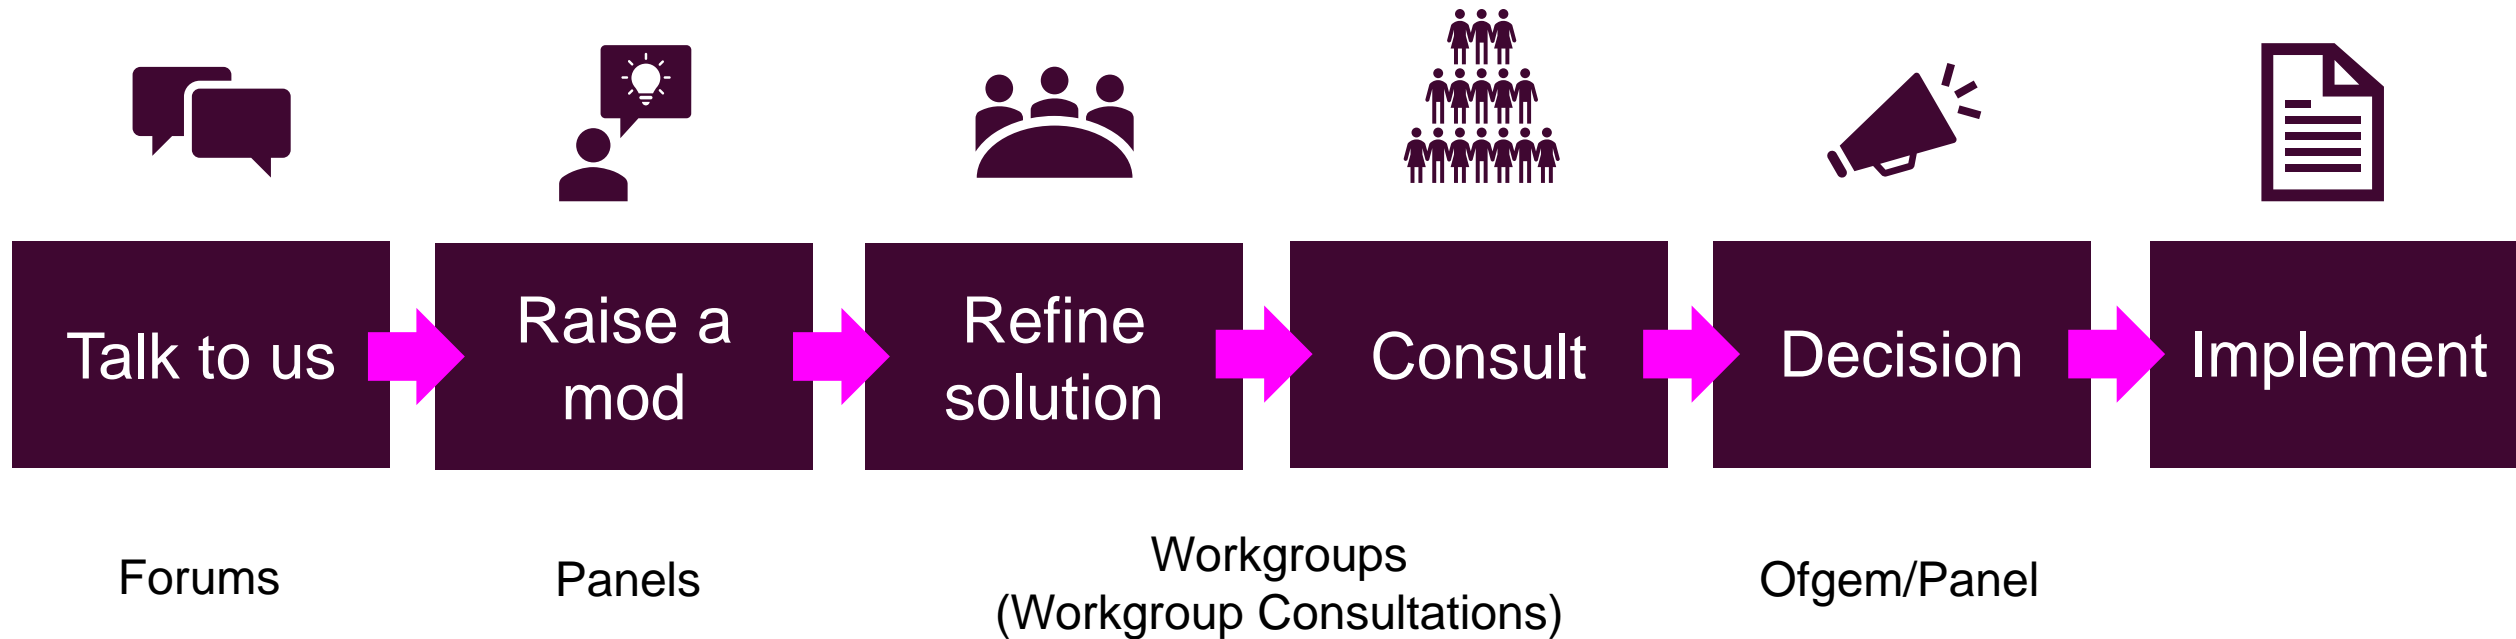 Talk to us
Raise a
mod
Refine
solution
Consult
Decision
Implement
Forums
Panels
Workgroups
(Workgroup Consultations)
Ofgem/Panel